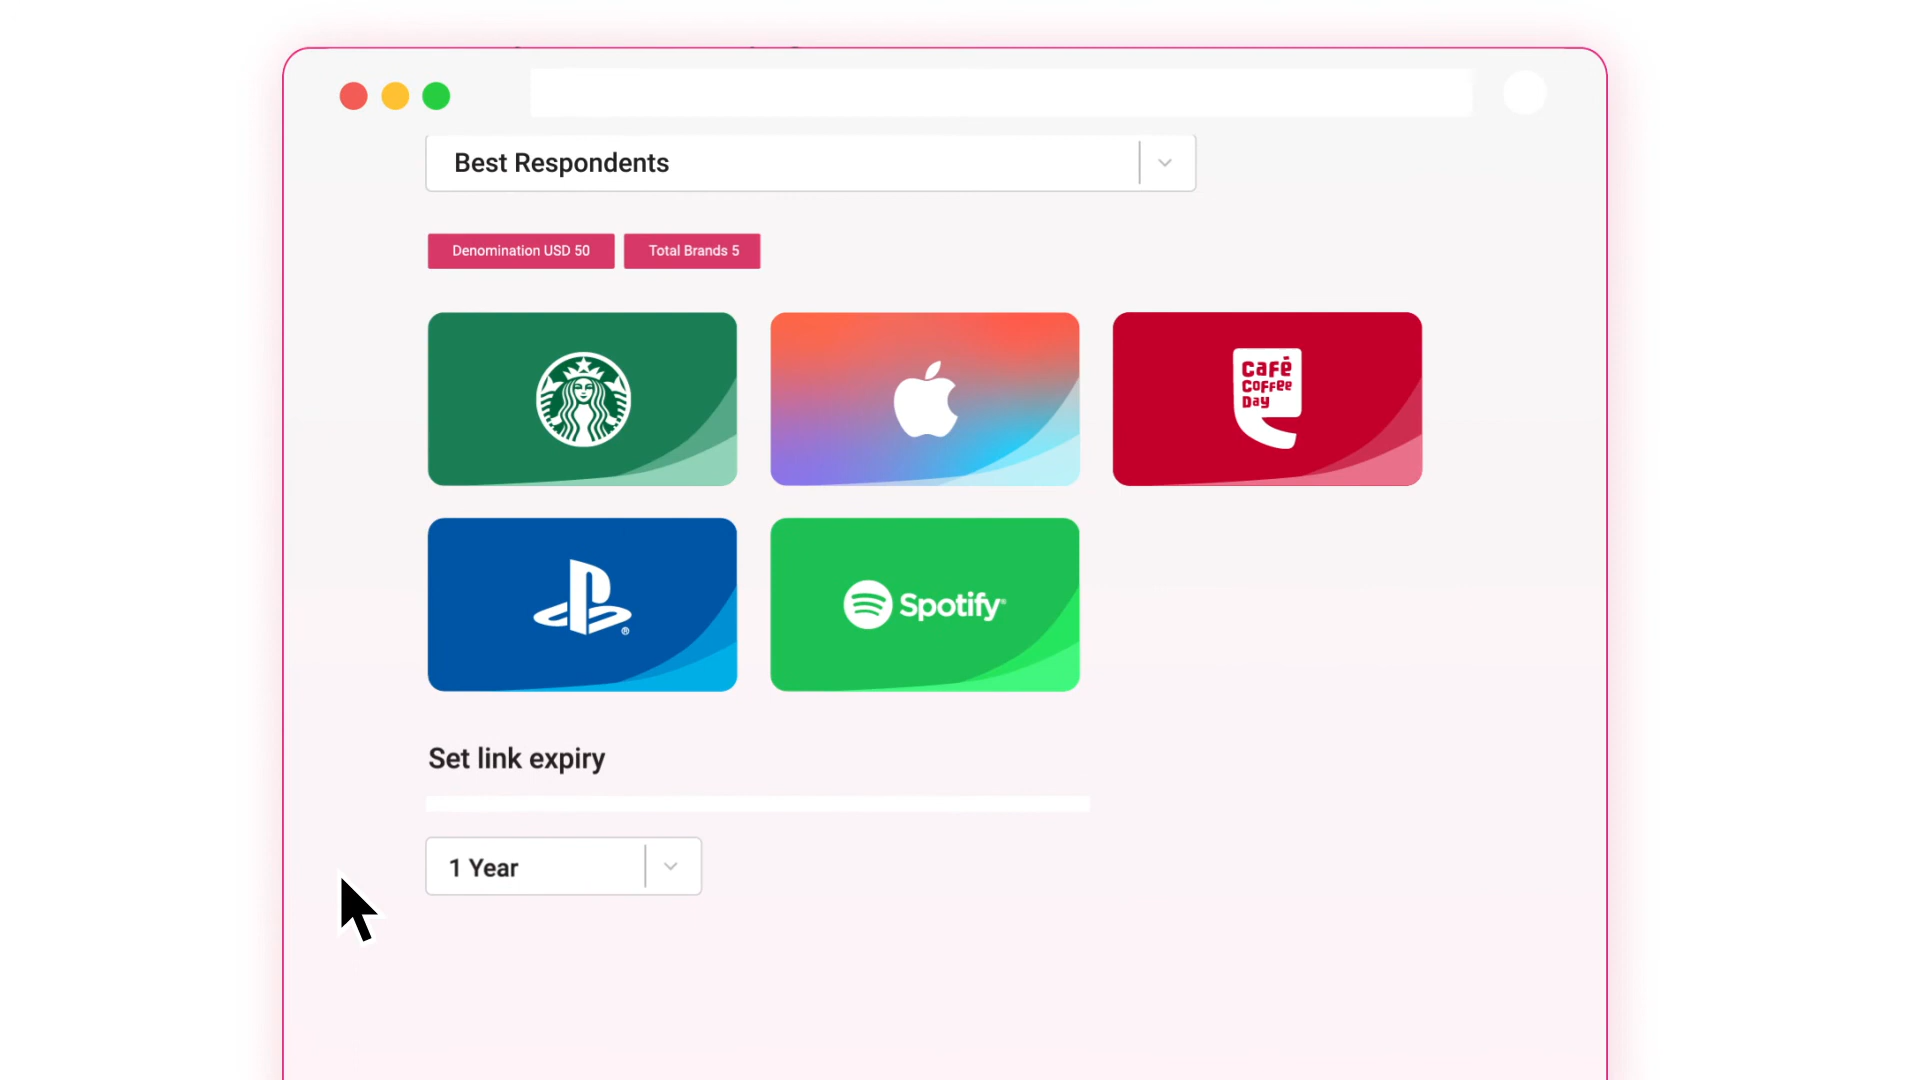 Best Respondents
Denomination USD 50
Total Brands 5
Café
Coffee
Day
Spotify
Set link expiry
1 Year